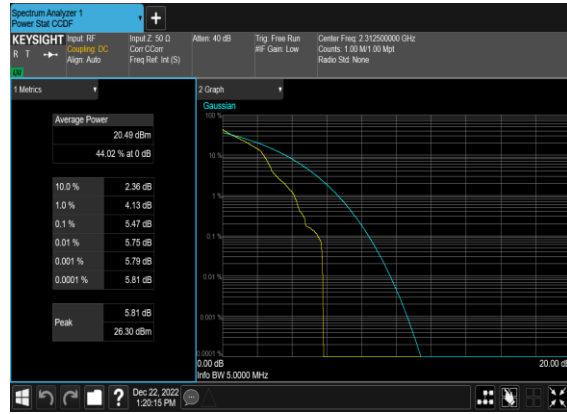 Spectrum Analyzer 1
Power Stat CCDF
KEYSIGHT
R T
Input: RF
Coupling: DC
Align: Auto
Input Z: 50 Ω
Corr CCorr
Freq Ref: Int (S)
Atten: 40 dB
Trig: Free Run
#IF Gain: Low
Center Freq: 2.312500000 GHz
Counts: 1.00 M/1.00 Mpt
Radio Std: None
1 Metrics
Average Power
20.49 dBm
44.02 % at 0 dB
10.0 % 2.36 dB
1.0 % 4.13 dB
0.1 % 5.47 dB
0.01 % 5.75 dB
0.001 % 5.79 dB
0.0001 % 5.81 dB
Peak
5.81 dB
26.30 dBm
2 Graph
Gaussian
100 %
10 %
1 %
0.1 %
0.01 %
0.001 %
0.0001 %
0.00 dB
20.00 dB
Info BW 5.0000 MHz
Dec 22, 2022
1:20:15 PM